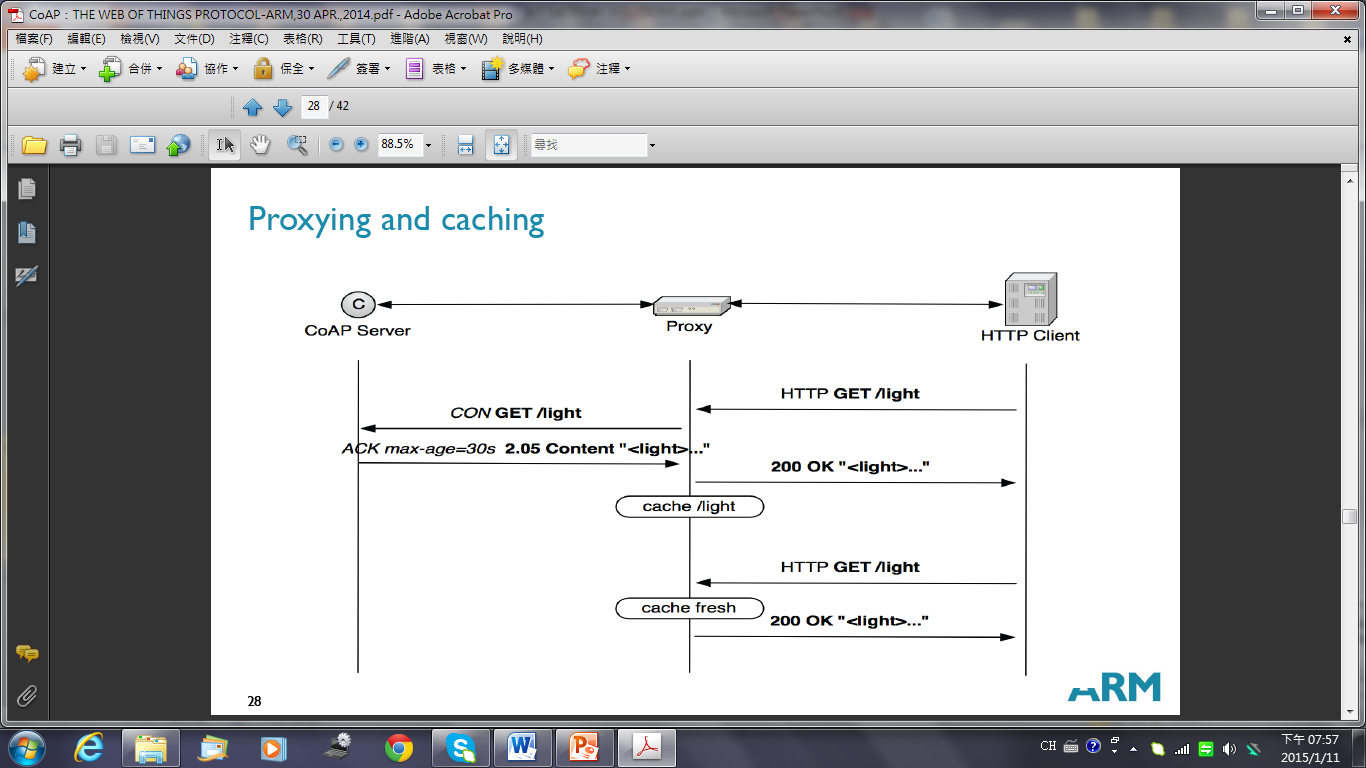 CoAP : THE WEB OF THINGS PROTOCOL-ARM,30 APR.,2014.pdf - Adobe Acrobat Pro
檔案(F) 編輯(E) 檢視(V) 文件(D) 注釋(C) 表格(R) 工具(T) 進階(A) 視窗(W) 說明(H)
建立 合併 協作 保全 簽署 表格 多媒體 注釋
28 / 42
88.5% 尋找
Proxying and caching
C
CoAP Server
Proxy
HTTP Client
HTTP GET /light
CON GET /light
ACK max-age=30s 2.05 Content "<light>..."
200 OK "<light>..."
cache /light
HTTP GET /light
cache fresh
200 OK "<light>..."
28
ARM
CH
下午 07:57
2015/1/11